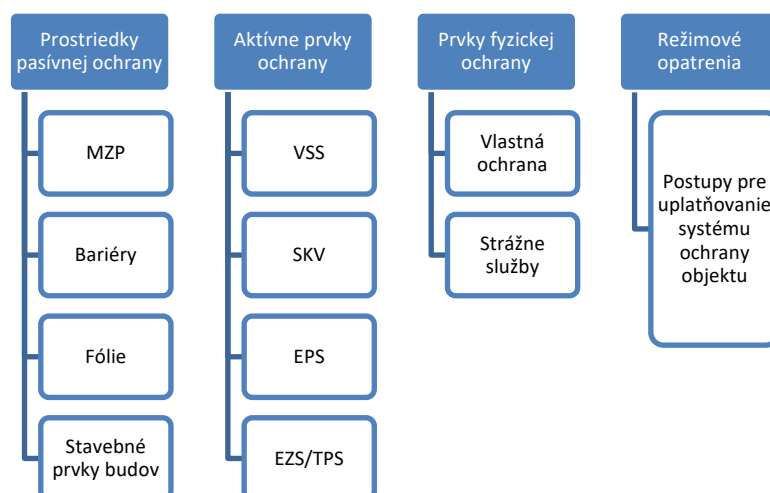 Prostriedky
pasívnej ochrany
MZP
Bariéry
Fólie
Stavebné
prvky budov
Aktívne prvky
ochrany
VSS
SKV
EPS
EZS/TPS
Prvky fyzickej
ochrany
Vlastná
ochrana
Strážne
služby
Režimové
opatrenia
Postupy pre
uplatňovanie
systému
ochrany
objektu